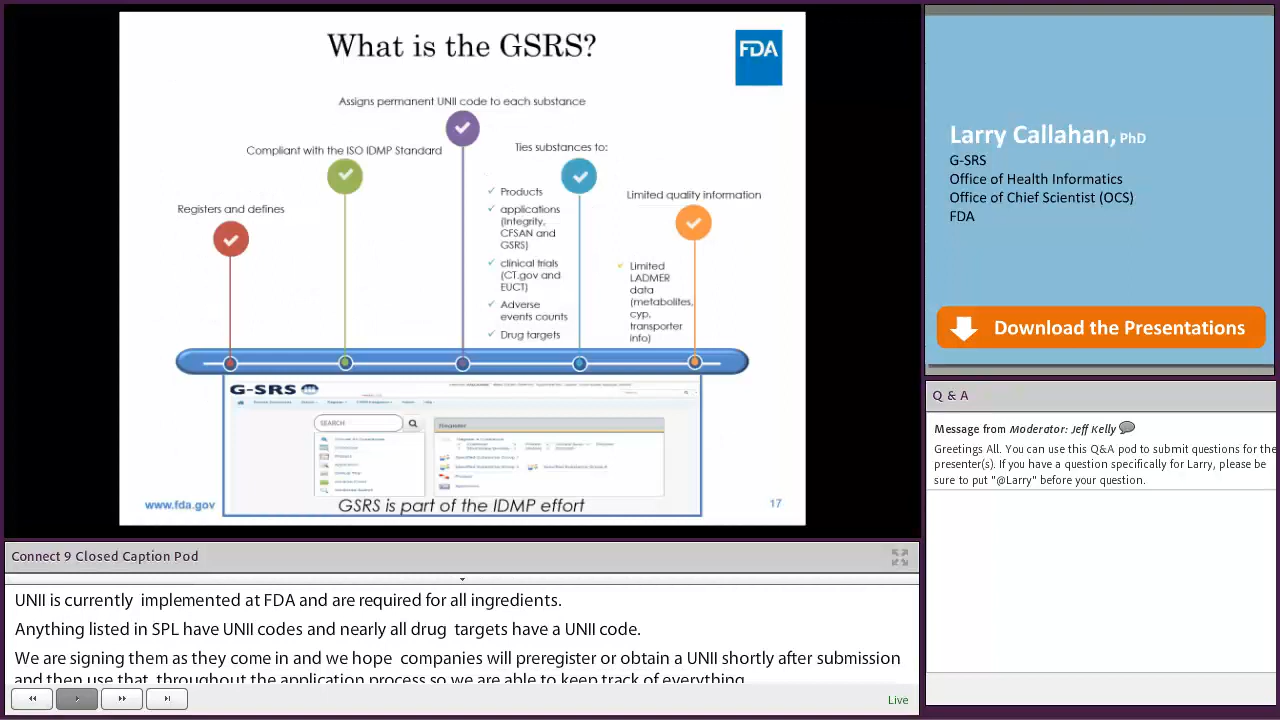 What is the GSRS?
FDA
Assigns permanent UNII code to each substance
Compliant with the ISO IDMP Standard
Ties substances to:
Registers and defines
Limited quality information
Products
applications
(Integrity,
CFSAN and
GSRS)
clinical trials
(CT.gov and
EUCT)
Adverse
events counts
Drug targets
Limited
LADMER
data
(metabolites,
cyp,
transporter
info)
G-SRS
SEARCH
Register
GSRS is part of the IDMP effort
www.fda.gov
17
Larry Callahan, PhD
G-SRS
Office of Health Informatics
Office of Chief Scientist (OCS)
FDA
Download the Presentations
Q & A
Message from Moderator: Jeff Kelly
Greetings All. You can use this Q&A pod to submit questions for the
presenter(s). If you have a question specifically for Larry, please be
sure to put "@Larry" before your question.
Connect 9 Closed Caption Pod
UNII is currently implemented at FDA and are required for all ingredients.
Anything listed in SPL have UNII codes and nearly all drug targets have a UNII code.
We are signing them as they come in and we hope companies will preregister or obtain a UNII shortly after submission
and then use that throughout the application process so we are able to keep track of everything
Live